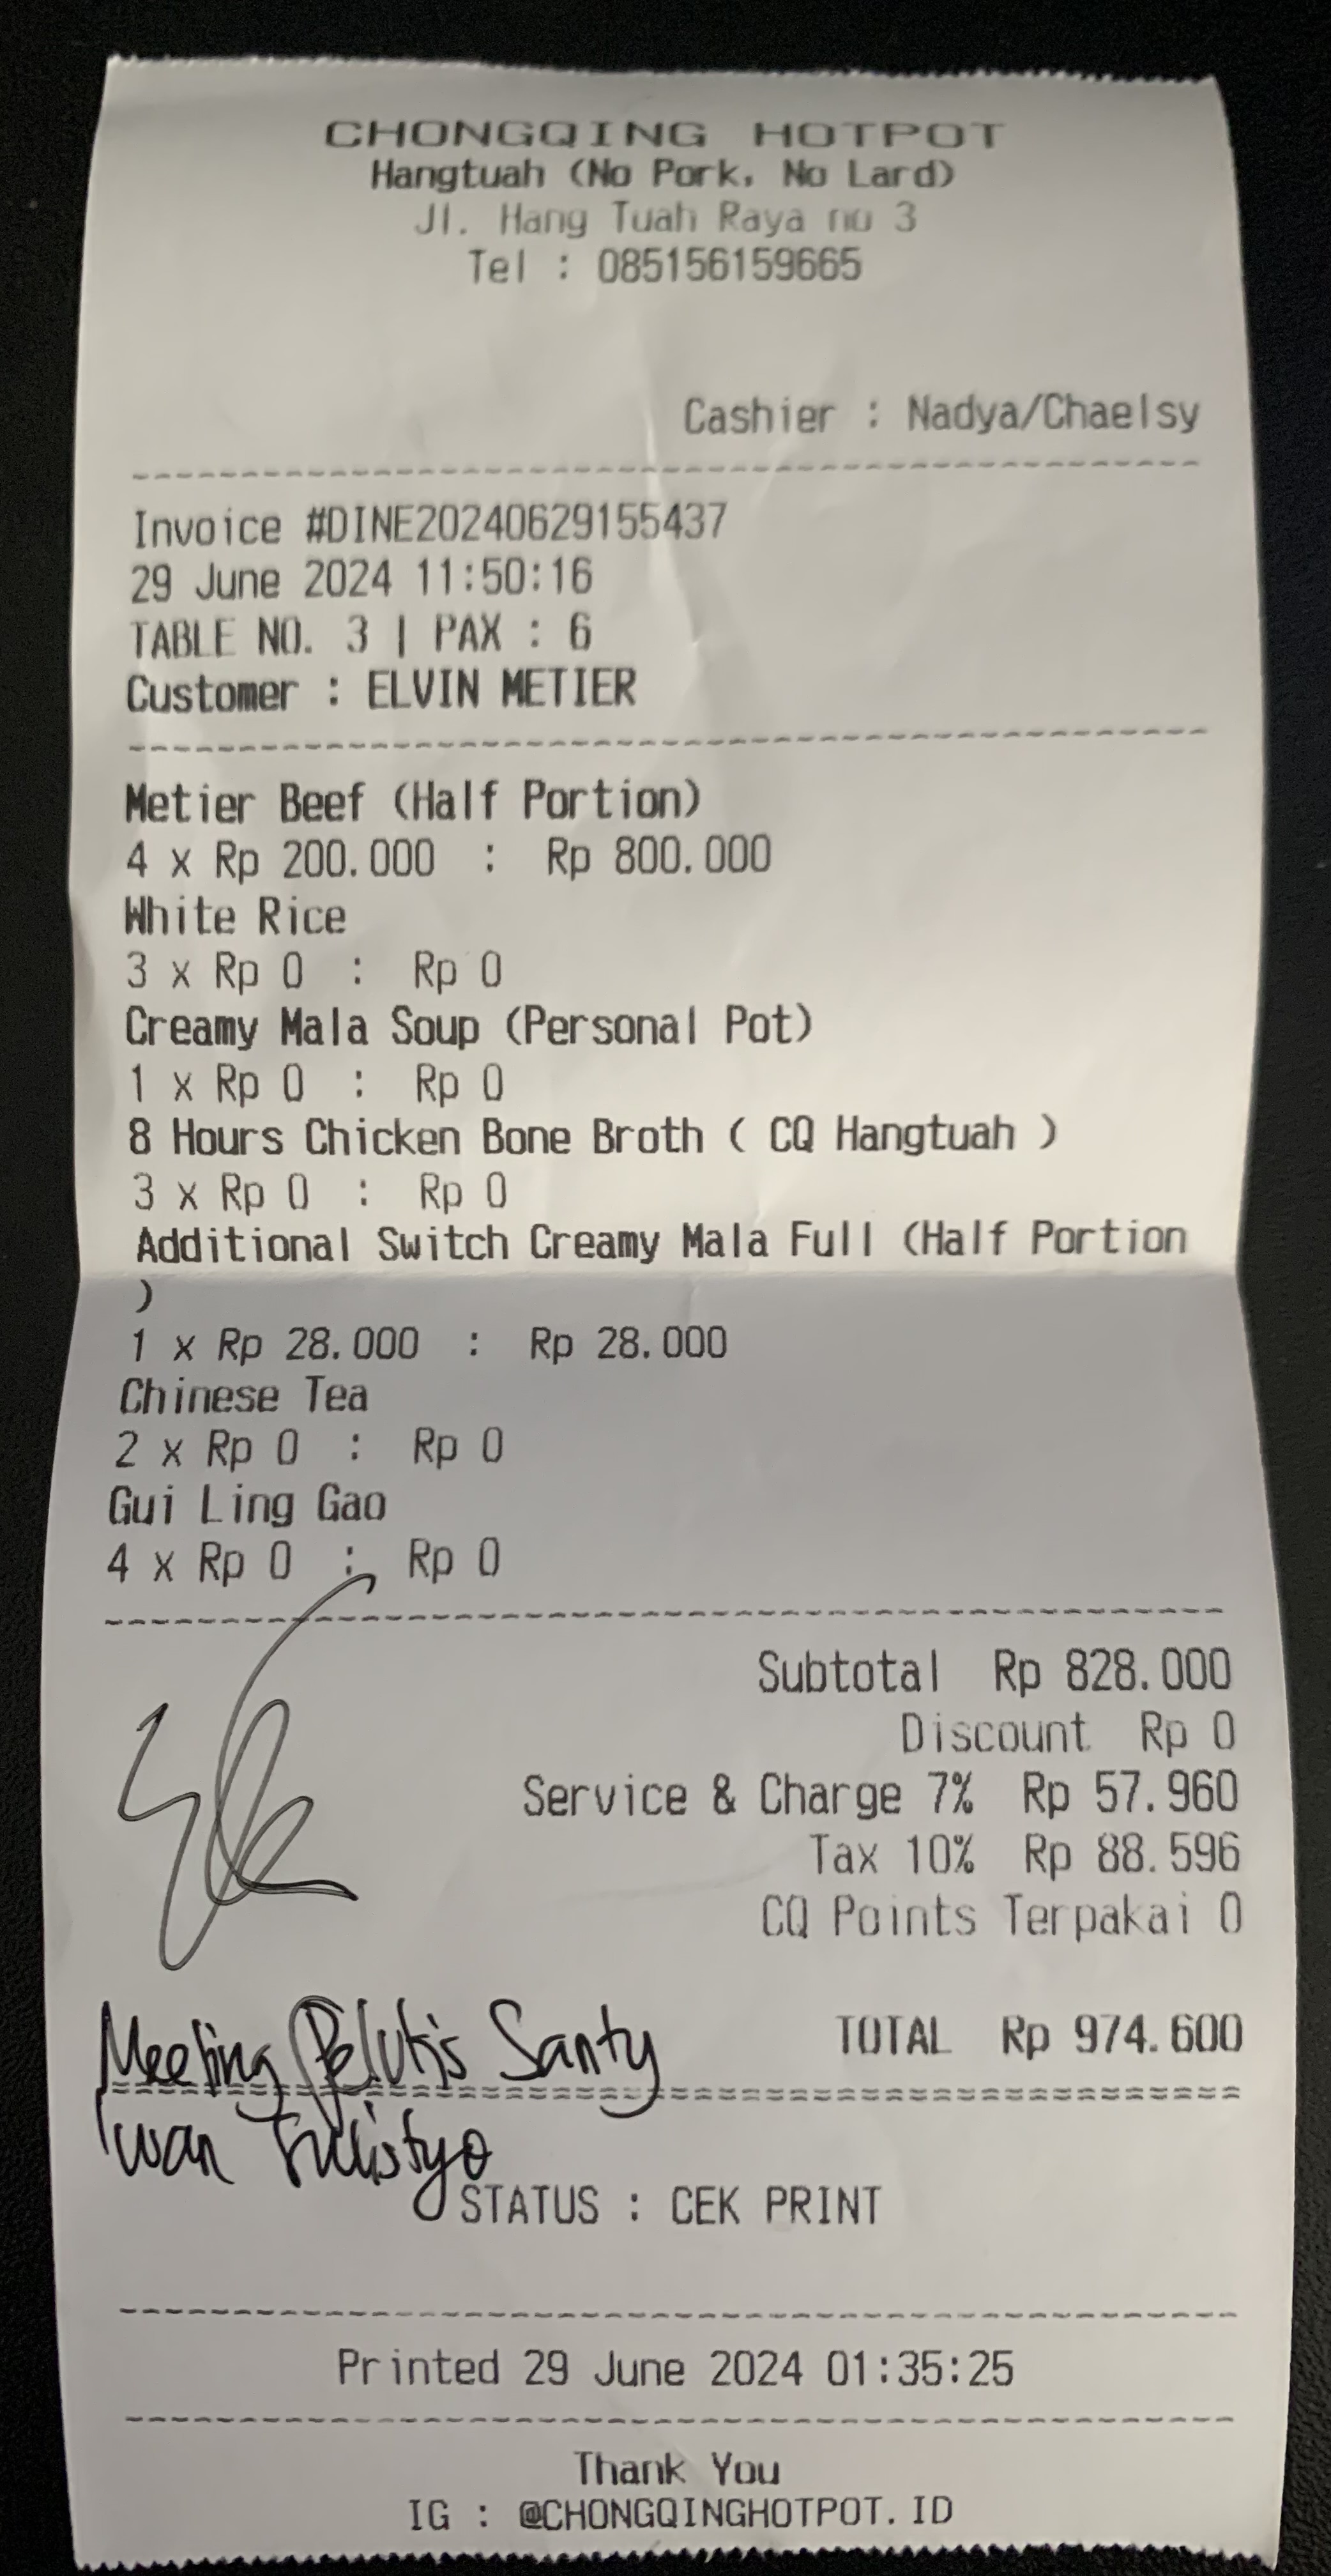 CHONGQING HOTPOT
Hangtuah (No Pork, No Lard)
Jl. Hang Tuah Raya no 3
Tel : 085156159665
Cashier : Nadya/Chaelsy
Invoice #DINE20240629155437
29 June 2024 11:50:16
TABLE NO. 3 | PAX : 6
Customer : ELVIN METIER
Metier Beef (Half Portion)
4 x Rp 200.000 : Rp 800.000
White Rice
3 x Rp 0 : Rp 0
Creamy Mala Soup (Personal Pot)
1 x Rp 0 : Rp 0
8 Hours Chicken Bone Broth ( CQ Hangtuah )
3 x Rp 0 : Rp 0
Additional Switch Creamy Mala Full (Half Portion
)
1 x Rp 28.000 : Rp 28.000
Chinese Tea
2 x Rp 0 : Rp 0
Gui Ling Gao
4 x Rp 0 : Rp 0
Subtotal Rp 828.000
Discount Rp 0
Service & Charge 7% Rp 57.960
Tax 10% Rp 88.596
CQ Points Terpakai 0
TOTAL Rp 974.600
Meeting Santy
Iwan
STATUS : CEK PRINT
Printed 29 June 2024 01:35:25
Thank You
IG : @CHONGQINGHOTPOT.ID